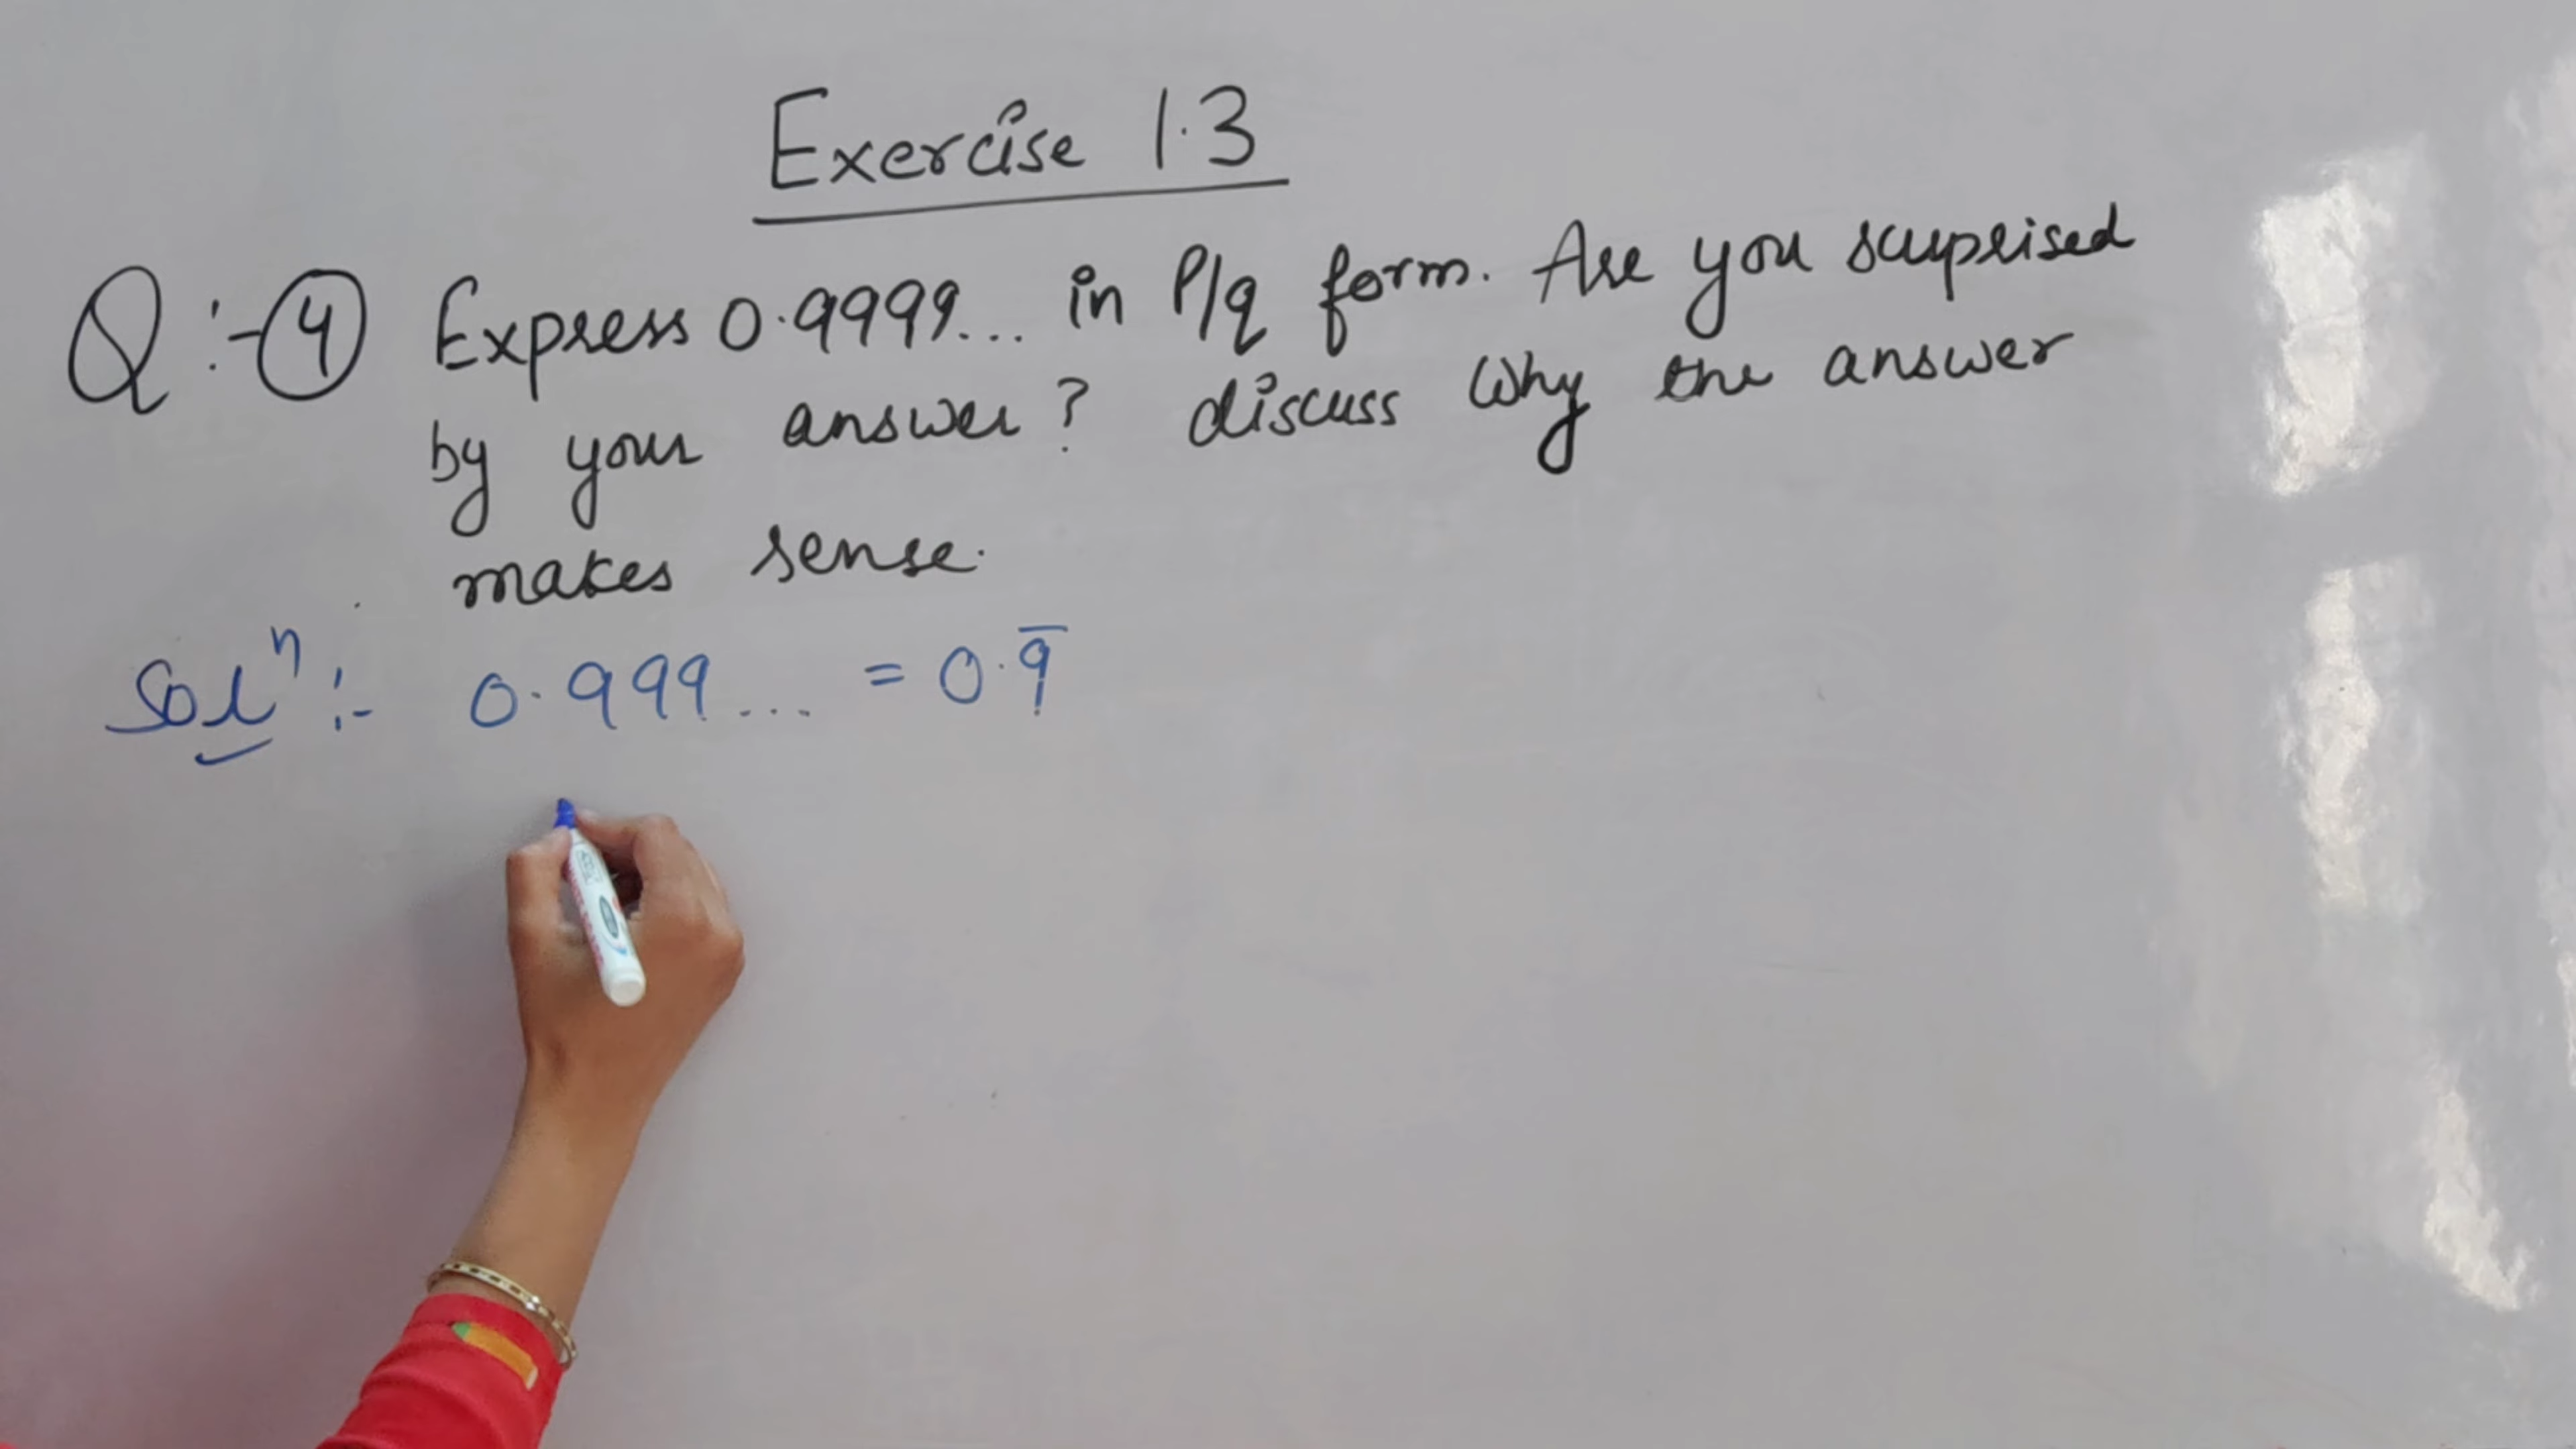 Exercise 1.3
Q:-④ Express 0.9999... in P/q form. Are you surprised
by your answer? discuss Why the answer
makes sense.
Solⁿ:- 0.999... = 0.9̅